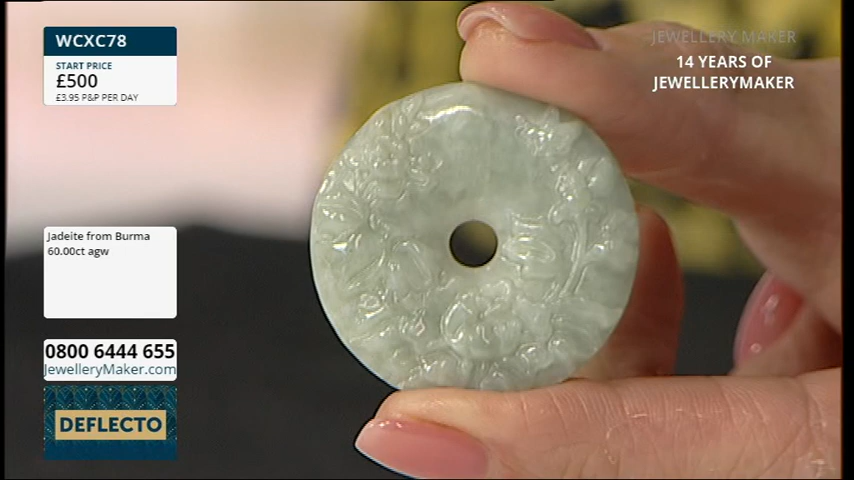 WCXC78
START PRICE
£500
£3.95 P&P PER DAY
Jadeite from Burma
60.00ct agw
0800 6444 655
JewelleryMaker.com
DEFLECTO
JEWELLERY MAKER
14 YEARS OF
JEWELLERYMAKER